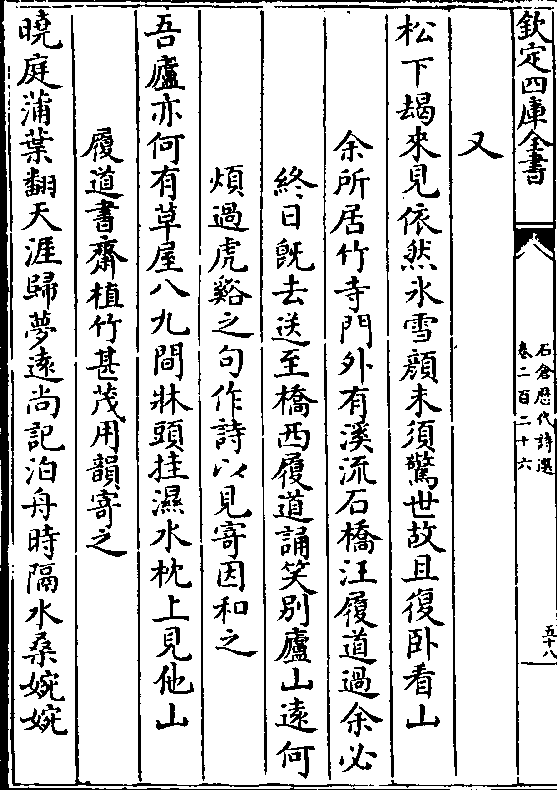 欽定四庫全書
石倉歴代詩選
卷二百二十六
五十八
又
松下朅來見依然氷雪顔未須驚世故且復卧看山
余所居竹寺門外有溪流石橋汪履道過余必
終日既去送至橋西履道誦笑别廬山逺何
煩過虎谿之句作詩以見寄因和之
吾廬亦何有草屋八九間牀頭挂濕水枕上見他山
履道書齋植竹甚茂用韻寄之
曉庭蒲葉翻天涯歸夢逺尚記泊舟時隔水桑婉婉